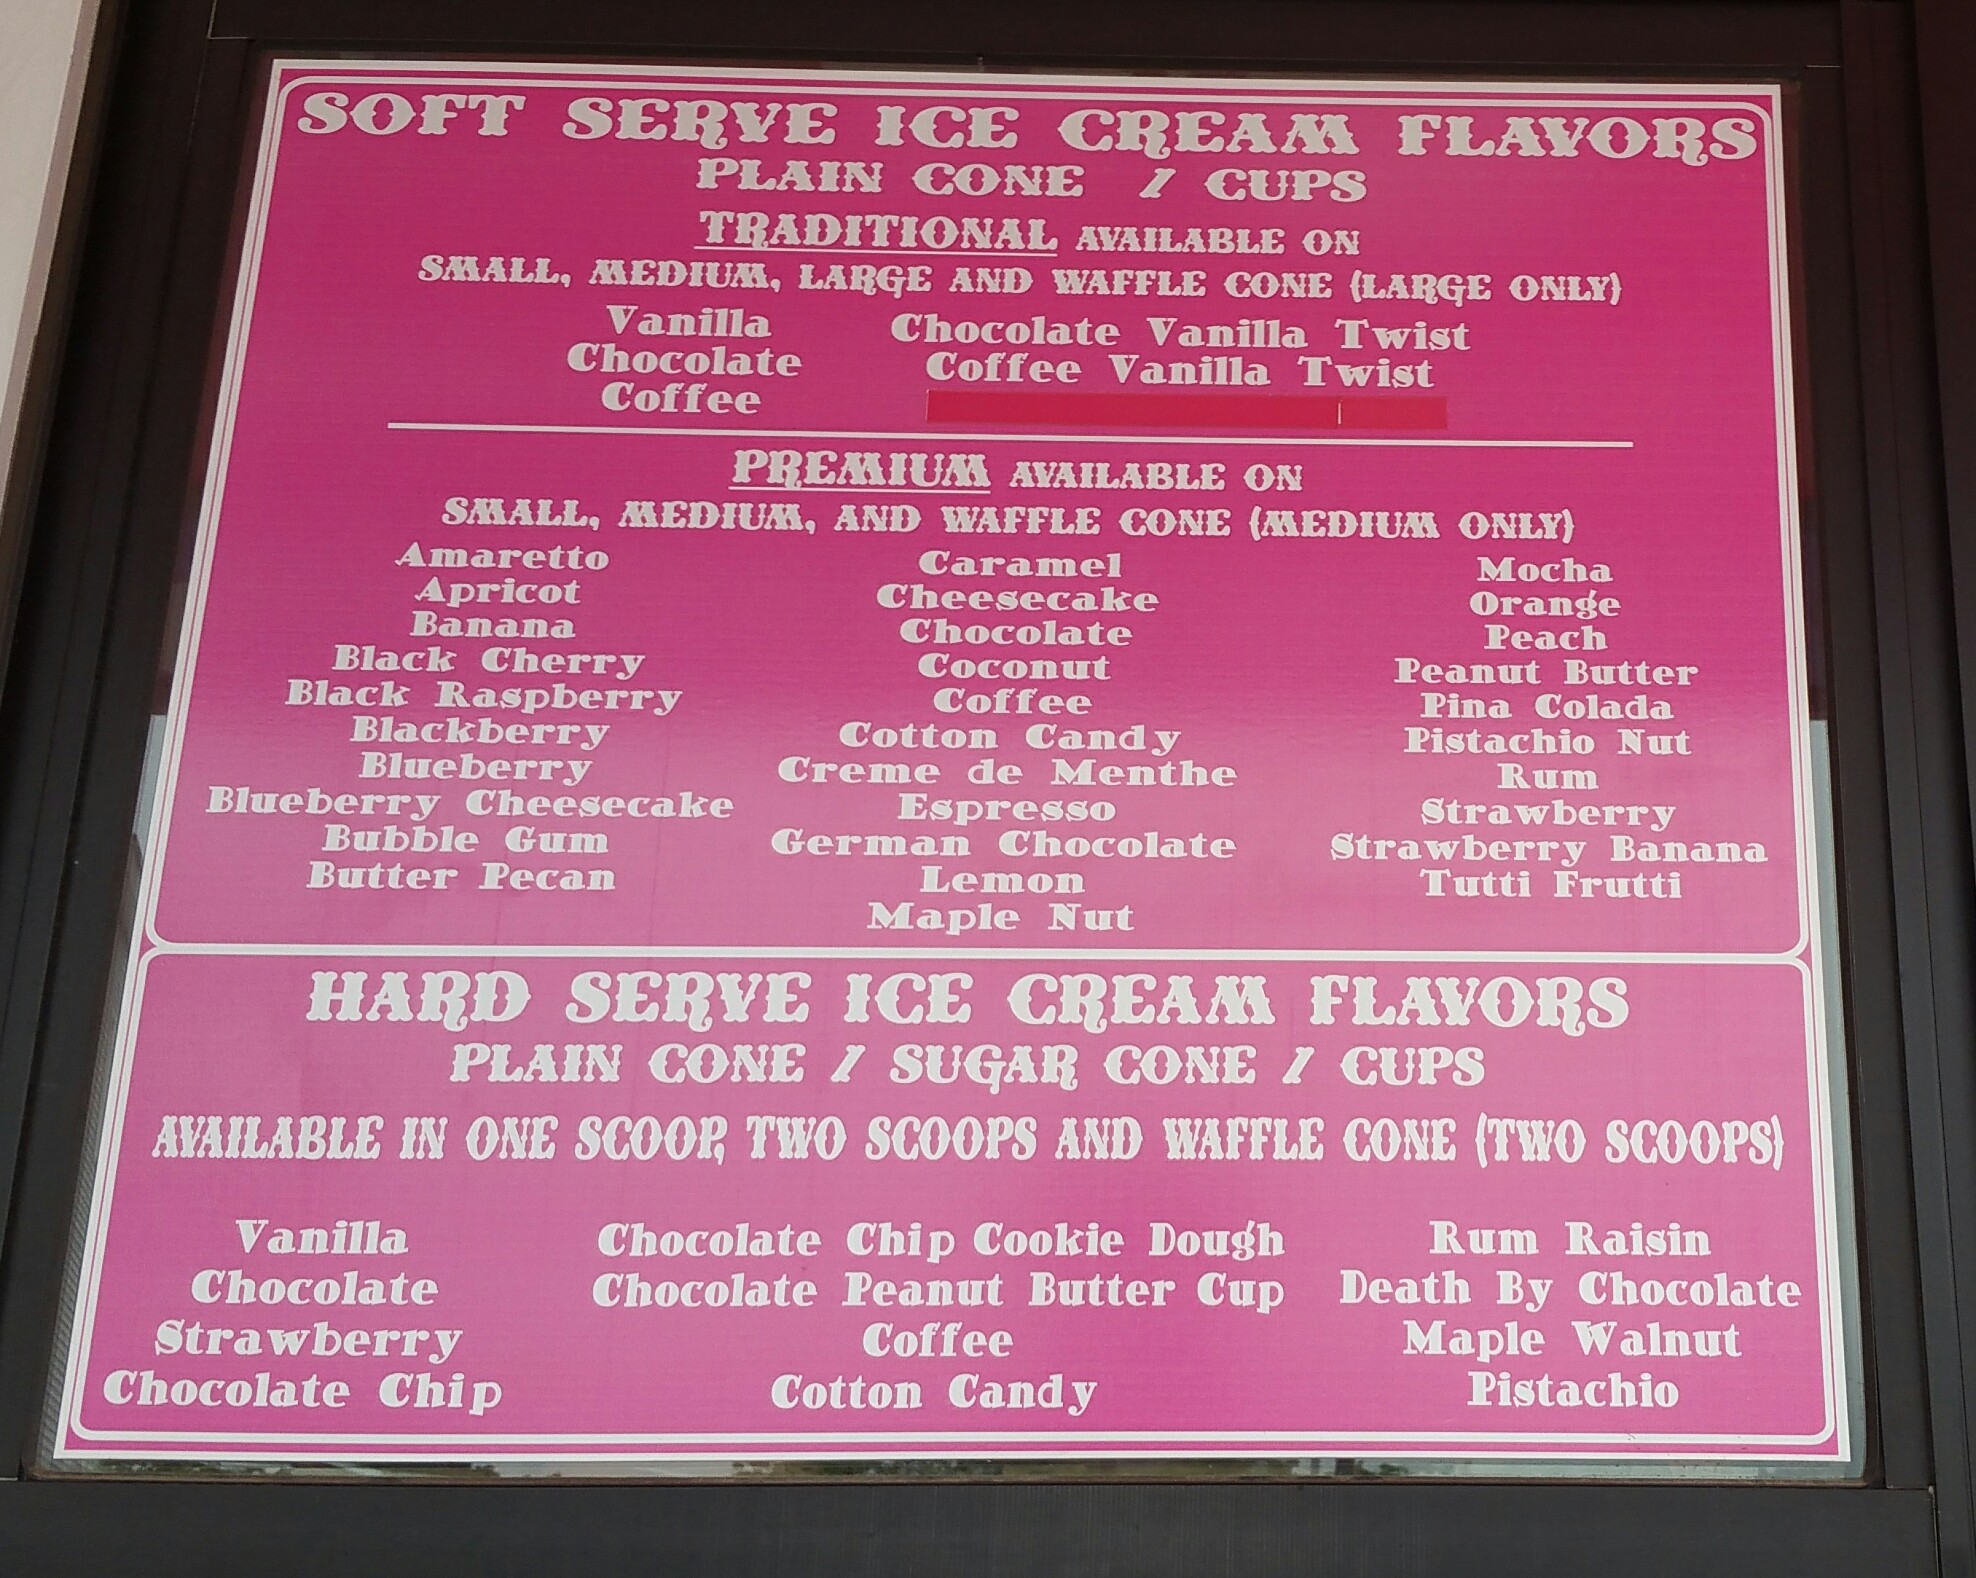 SOFT SERVE ICE CREAM FLAVORS
PLAIN CONE / CUPS
TRADITIONAL AVAILABLE ON
SMALL, MEDIUM, LARGE AND WAFFLE CONE (LARGE ONLY)
Vanilla
Chocolate
Coffee
Chocolate Vanilla Twist
Coffee Vanilla Twist
PREMIUM AVAILABLE ON
SMALL, MEDIUM, AND WAFFLE CONE (MEDIUM ONLY)
Amaretto
Apricot
Banana
Black Cherry
Black Raspberry
Blackberry
Blueberry
Blueberry Cheesecake
Bubble Gum
Butter Pecan
Caramel
Cheesecake
Chocolate
Coconut
Coffee
Cotton Candy
Creme de Menthe
Espresso
German Chocolate
Lemon
Maple Nut
Mocha
Orange
Peach
Peanut Butter
Pina Colada
Pistachio Nut
Rum
Strawberry
Strawberry Banana
Tutti Frutti
HARD SERVE ICE CREAM FLAVORS
PLAIN CONE / SUGAR CONE / CUPS
AVAILABLE IN ONE SCOOP, TWO SCOOPS AND WAFFLE CONE (TWO SCOOPS)
Vanilla
Chocolate
Strawberry
Chocolate Chip
Chocolate Chip Cookie Dough
Chocolate Peanut Butter Cup
Coffee
Cotton Candy
Rum Raisin
Death By Chocolate
Maple Walnut
Pistachio